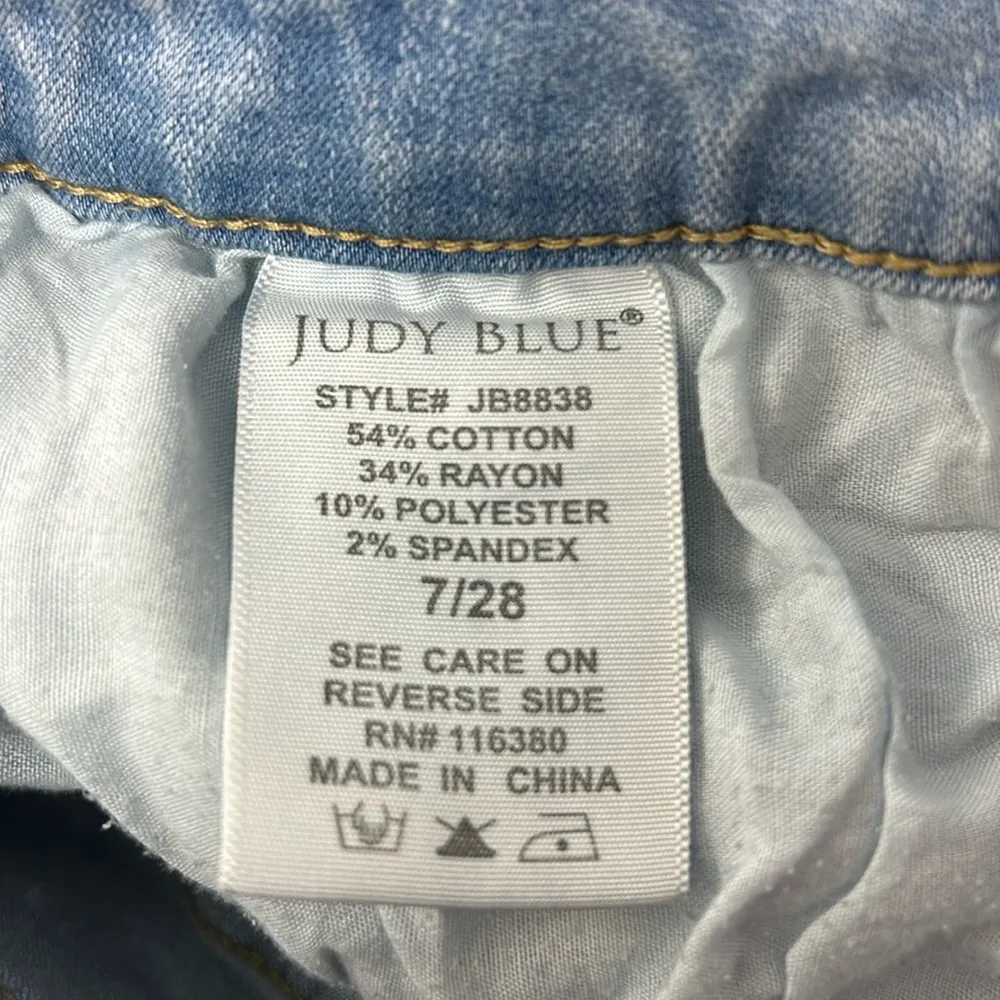 JUDY BLUE®
STYLE# JB8838
54% COTTON
34% RAYON
10% POLYESTER
2% SPANDEX
7/28
SEE CARE ON
REVERSE SIDE
RN# 116380
MADE IN CHINA